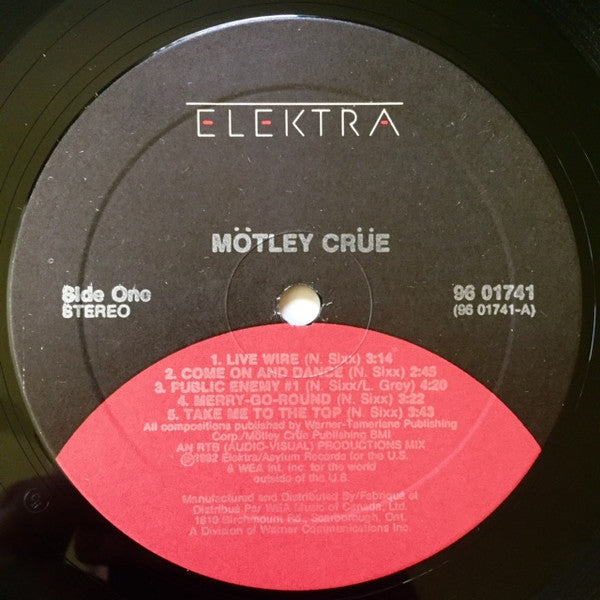 ELEKTRA
MÖTLEY CRÜE
Side One
STEREO
96 01741
(96 01741-A)
1. LIVE WIRE (N. Sixx) 3:14
2. COME ON AND DANCE (N. Sixx) 2:45
3. PUBLIC ENEMY #1 (N. Sixx/L. Grey) 4:20
4. MERRY-GO-ROUND (N. Sixx) 3:22
5. TAKE ME TO THE TOP (N. Sixx) 3:43
All compositions published by Warner-Tamerlane Publishing
Corp./Mötley Crüe Publishing BMI
AN RTB (AUDIO-VISUAL) PRODUCTIONS MIX
℗1982 Elektra/Asylum Records for the U.S.
& WEA Int. Inc. for the world
outside of the U.S.
Manufactured and Distributed By/Fabriqué et
Distribué Par WEA Music of Canada, Ltd.
1810 Birchmount Rd., Scarborough, Ont.
A Division of Warner Communications Inc.